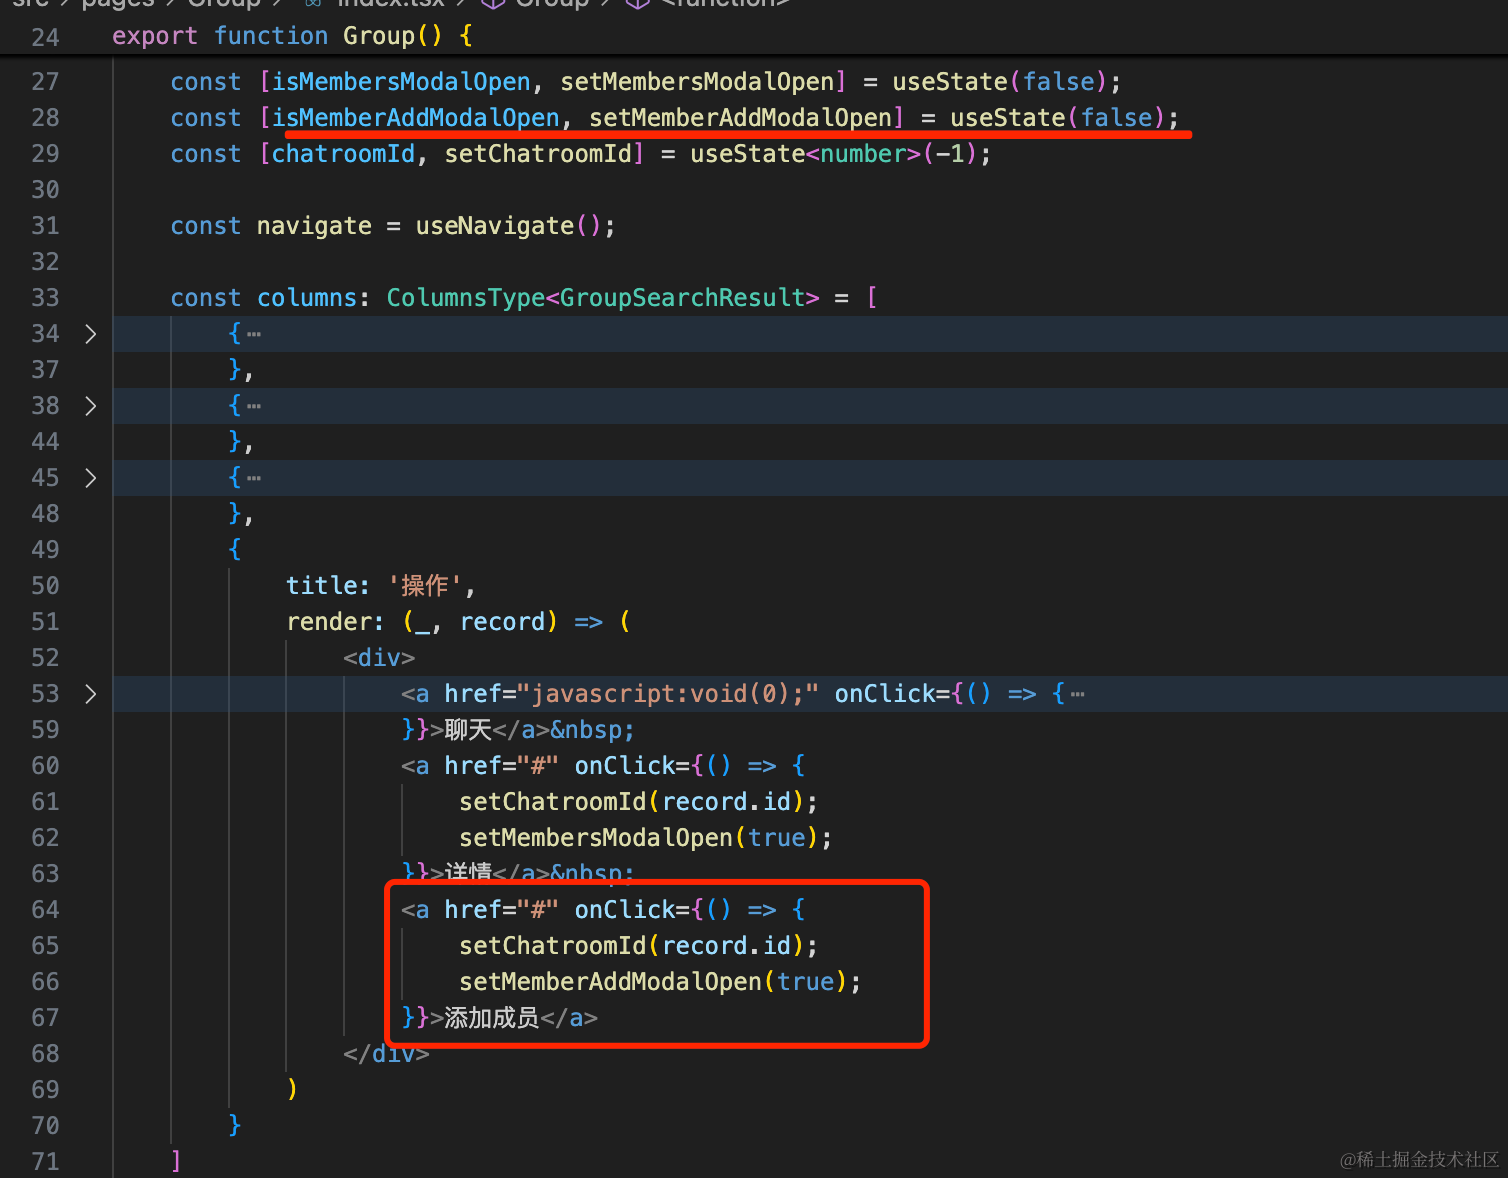 src > pages > Group > index.tsx > Group > <function>
24 export function Group() {
27 const [isMembersModalOpen, setMembersModalOpen] = useState(false);
28 const [isMemberAddModalOpen, setMemberAddModalOpen] = useState(false);
29 const [chatroomId, setChatroomId] = useState<number>(-1);
30
31 const navigate = useNavigate();
32
33 const columns: ColumnsType<GroupSearchResult> = [
34 {…
37 },
38 {…
44 },
45 {…
48 },
49 {
50 title: '操作',
51 render: (_, record) => (
52 <div>
53 <a href="javascript:void(0);" onClick={() => {…
59 }}>聊天</a>&nbsp;
60 <a href="#" onClick={() => {
61 setChatroomId(record.id);
62 setMembersModalOpen(true);
63 }}>详情</a>&nbsp;
64 <a href="#" onClick={() => {
65 setChatroomId(record.id);
66 setMemberAddModalOpen(true);
67 }}>添加成员</a>
68 </div>
69 )
70 }
71 ]
@稀土掘金技术社区